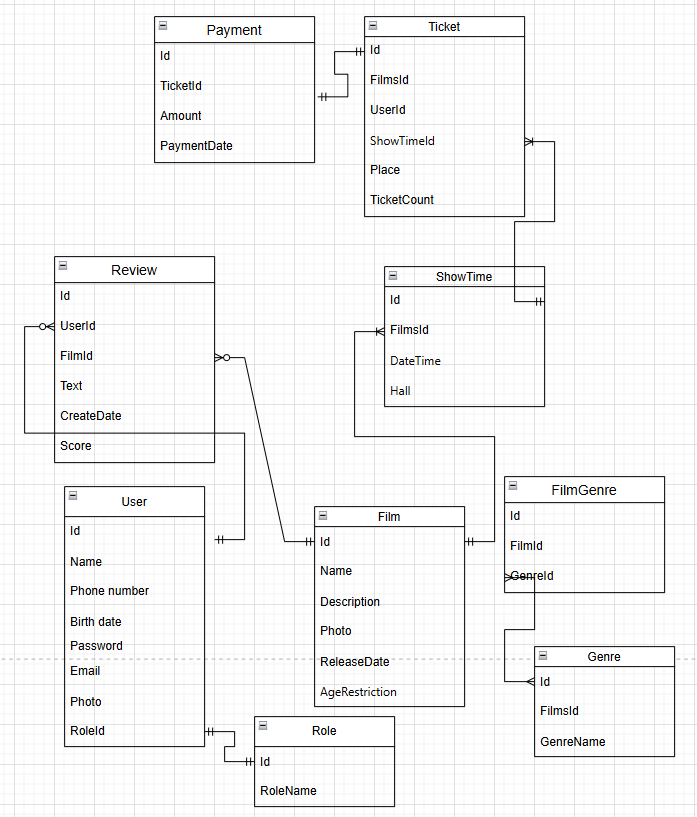 Payment
Id
TicketId
Amount
PaymentDate
Ticket
Id
FilmsId
UserId
ShowTimeId
Place
TicketCount
Review
Id
UserId
FilmId
Text
CreateDate
Score
ShowTime
Id
FilmsId
DateTime
Hall
User
Id
Name
Phone number
Birth date
Password
Email
Photo
RoleId
Film
Id
Name
Description
Photo
ReleaseDate
AgeRestriction
FilmGenre
Id
FilmId
GenreId
Genre
Id
FilmsId
GenreName
Role
Id
RoleName